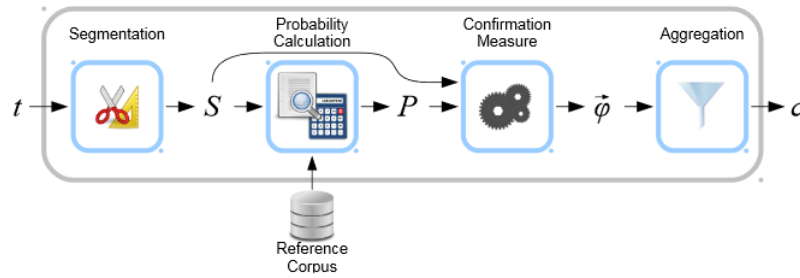 Segmentation
Probability
Calculation
Confirmation
Measure
Aggregation
t
S
P
φ⃗
c
Reference
Corpus